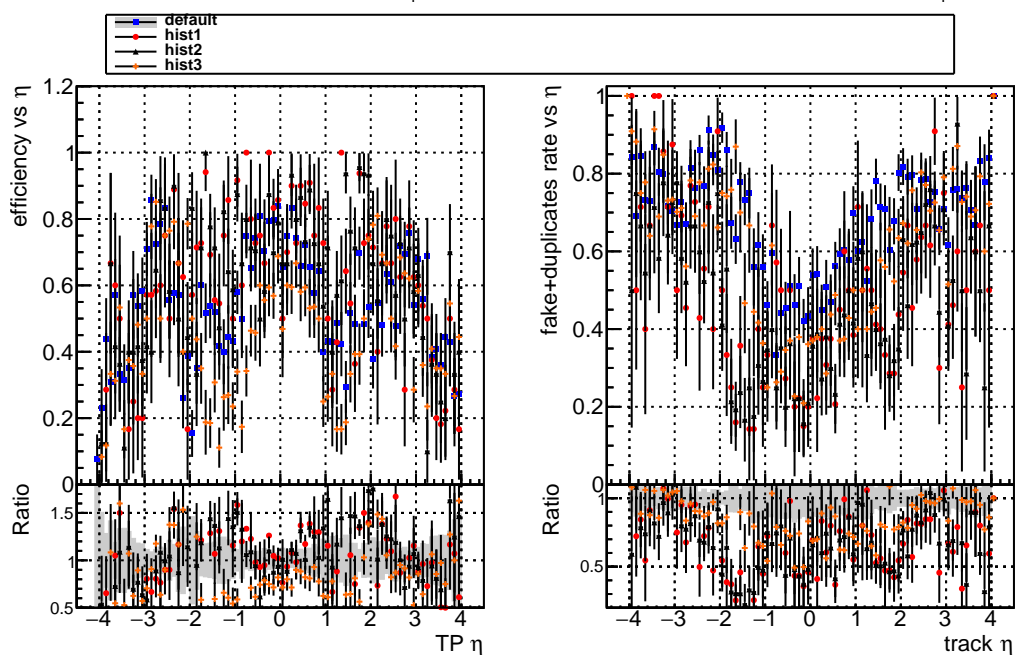 default
hist1
hist2
hist3
efficiency vs η
1.2
1
0.8
0.6
0.4
0.2
0
Ratio
1.5
1
0.5
−4 −3 −2 −1 0 1 2 3 4
TP η
fake+duplicates rate vs η
1
0.8
0.6
0.4
0.2
0
Ratio
1
0.5
−4 −3 −2 −1 0 1 2 3 4
track η